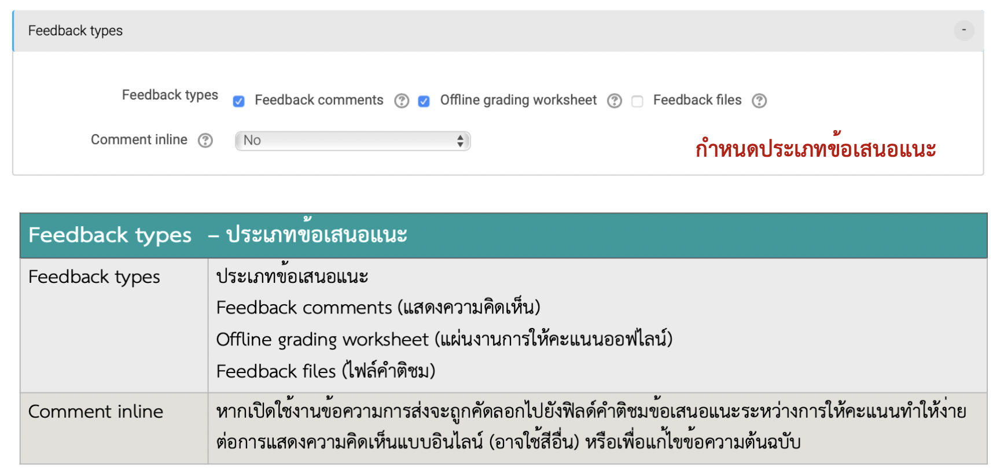 Feedback types
-
Feedback types Feedback comments ? Offline grading worksheet ? Feedback files ?
Comment inline ? No
กำหนดประเภทข้อเสนอแนะ
Feedback types – ประเภทข้อเสนอแนะ
Feedback types ประเภทข้อเสนอแนะ
Feedback comments (แสดงความคิดเห็น)
Offline grading worksheet (แผ่นงานการให้คะแนนออฟไลน์)
Feedback files (ไฟล์คำติชม)
Comment inline หากเปิดใช้งานข้อความการส่งจะถูกคัดลอกไปยังฟิลด์คำติชมข้อเสนอแนะระหว่างการให้คะแนนทำให้ง่าย
ต่อการแสดงความคิดเห็นแบบอินไลน์ (อาจใช้สีอื่น) หรือเพื่อแก้ไขข้อความต้นฉบับ